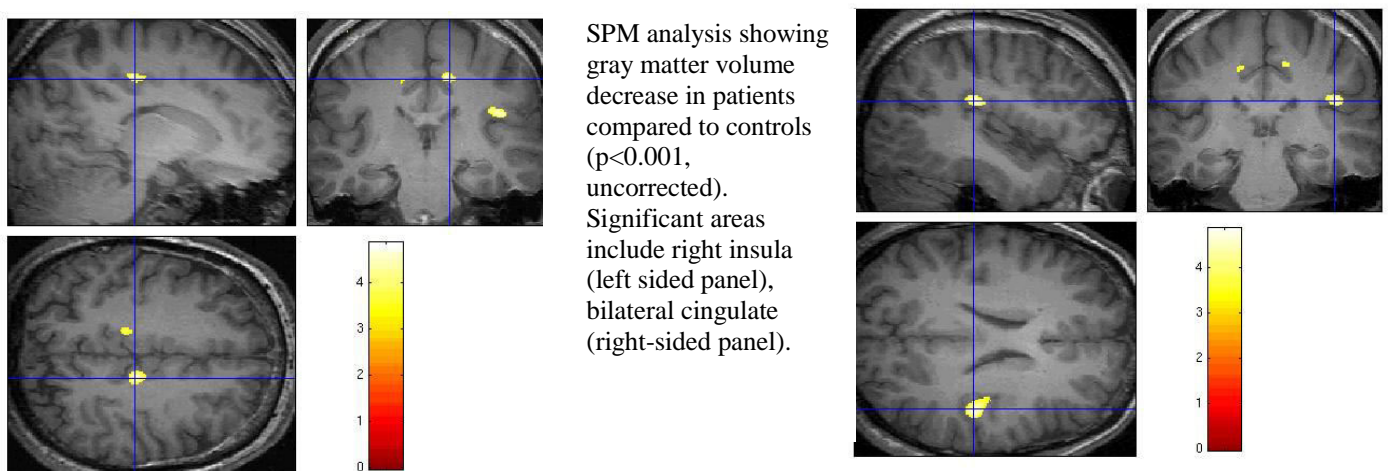 SPM analysis showing
gray matter volume
decrease in patients
compared to controls
(p<0.001,
uncorrected).
Significant areas
include right insula
(left sided panel),
bilateral cingulate
(right-sided panel).
4
3
2
1
0
4
3
2
1
0